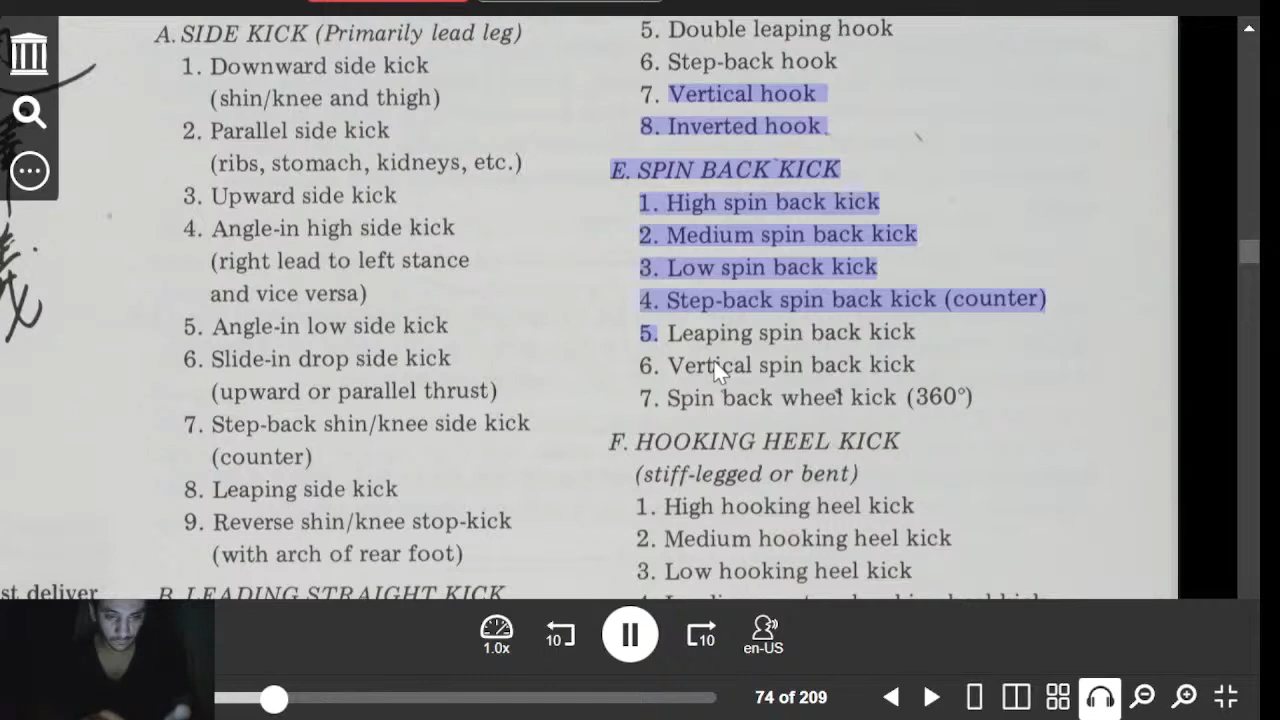 A. SIDE KICK (Primarily lead leg)
1. Downward side kick
(shin/knee and thigh)
2. Parallel side kick
(ribs, stomach, kidneys, etc.)
3. Upward side kick
4. Angle-in high side kick
(right lead to left stance
and vice versa)
5. Angle-in low side kick
6. Slide-in drop side kick
(upward or parallel thrust)
7. Step-back shin/knee side kick
(counter)
8. Leaping side kick
9. Reverse shin/knee stop-kick
(with arch of rear foot)
B. LEADING STRAIGHT KICK
5. Double leaping hook
6. Step-back hook
7. Vertical hook
8. Inverted hook
E. SPIN BACK KICK
1. High spin back kick
2. Medium spin back kick
3. Low spin back kick
4. Step-back spin back kick (counter)
5. Leaping spin back kick
6. Vertical spin back kick
7. Spin back wheel kick (360°)
F. HOOKING HEEL KICK
(stiff-legged or bent)
1. High hooking heel kick
2. Medium hooking heel kick
3. Low hooking heel kick
st deliver
1.0x
10
10
en-US
74 of 209